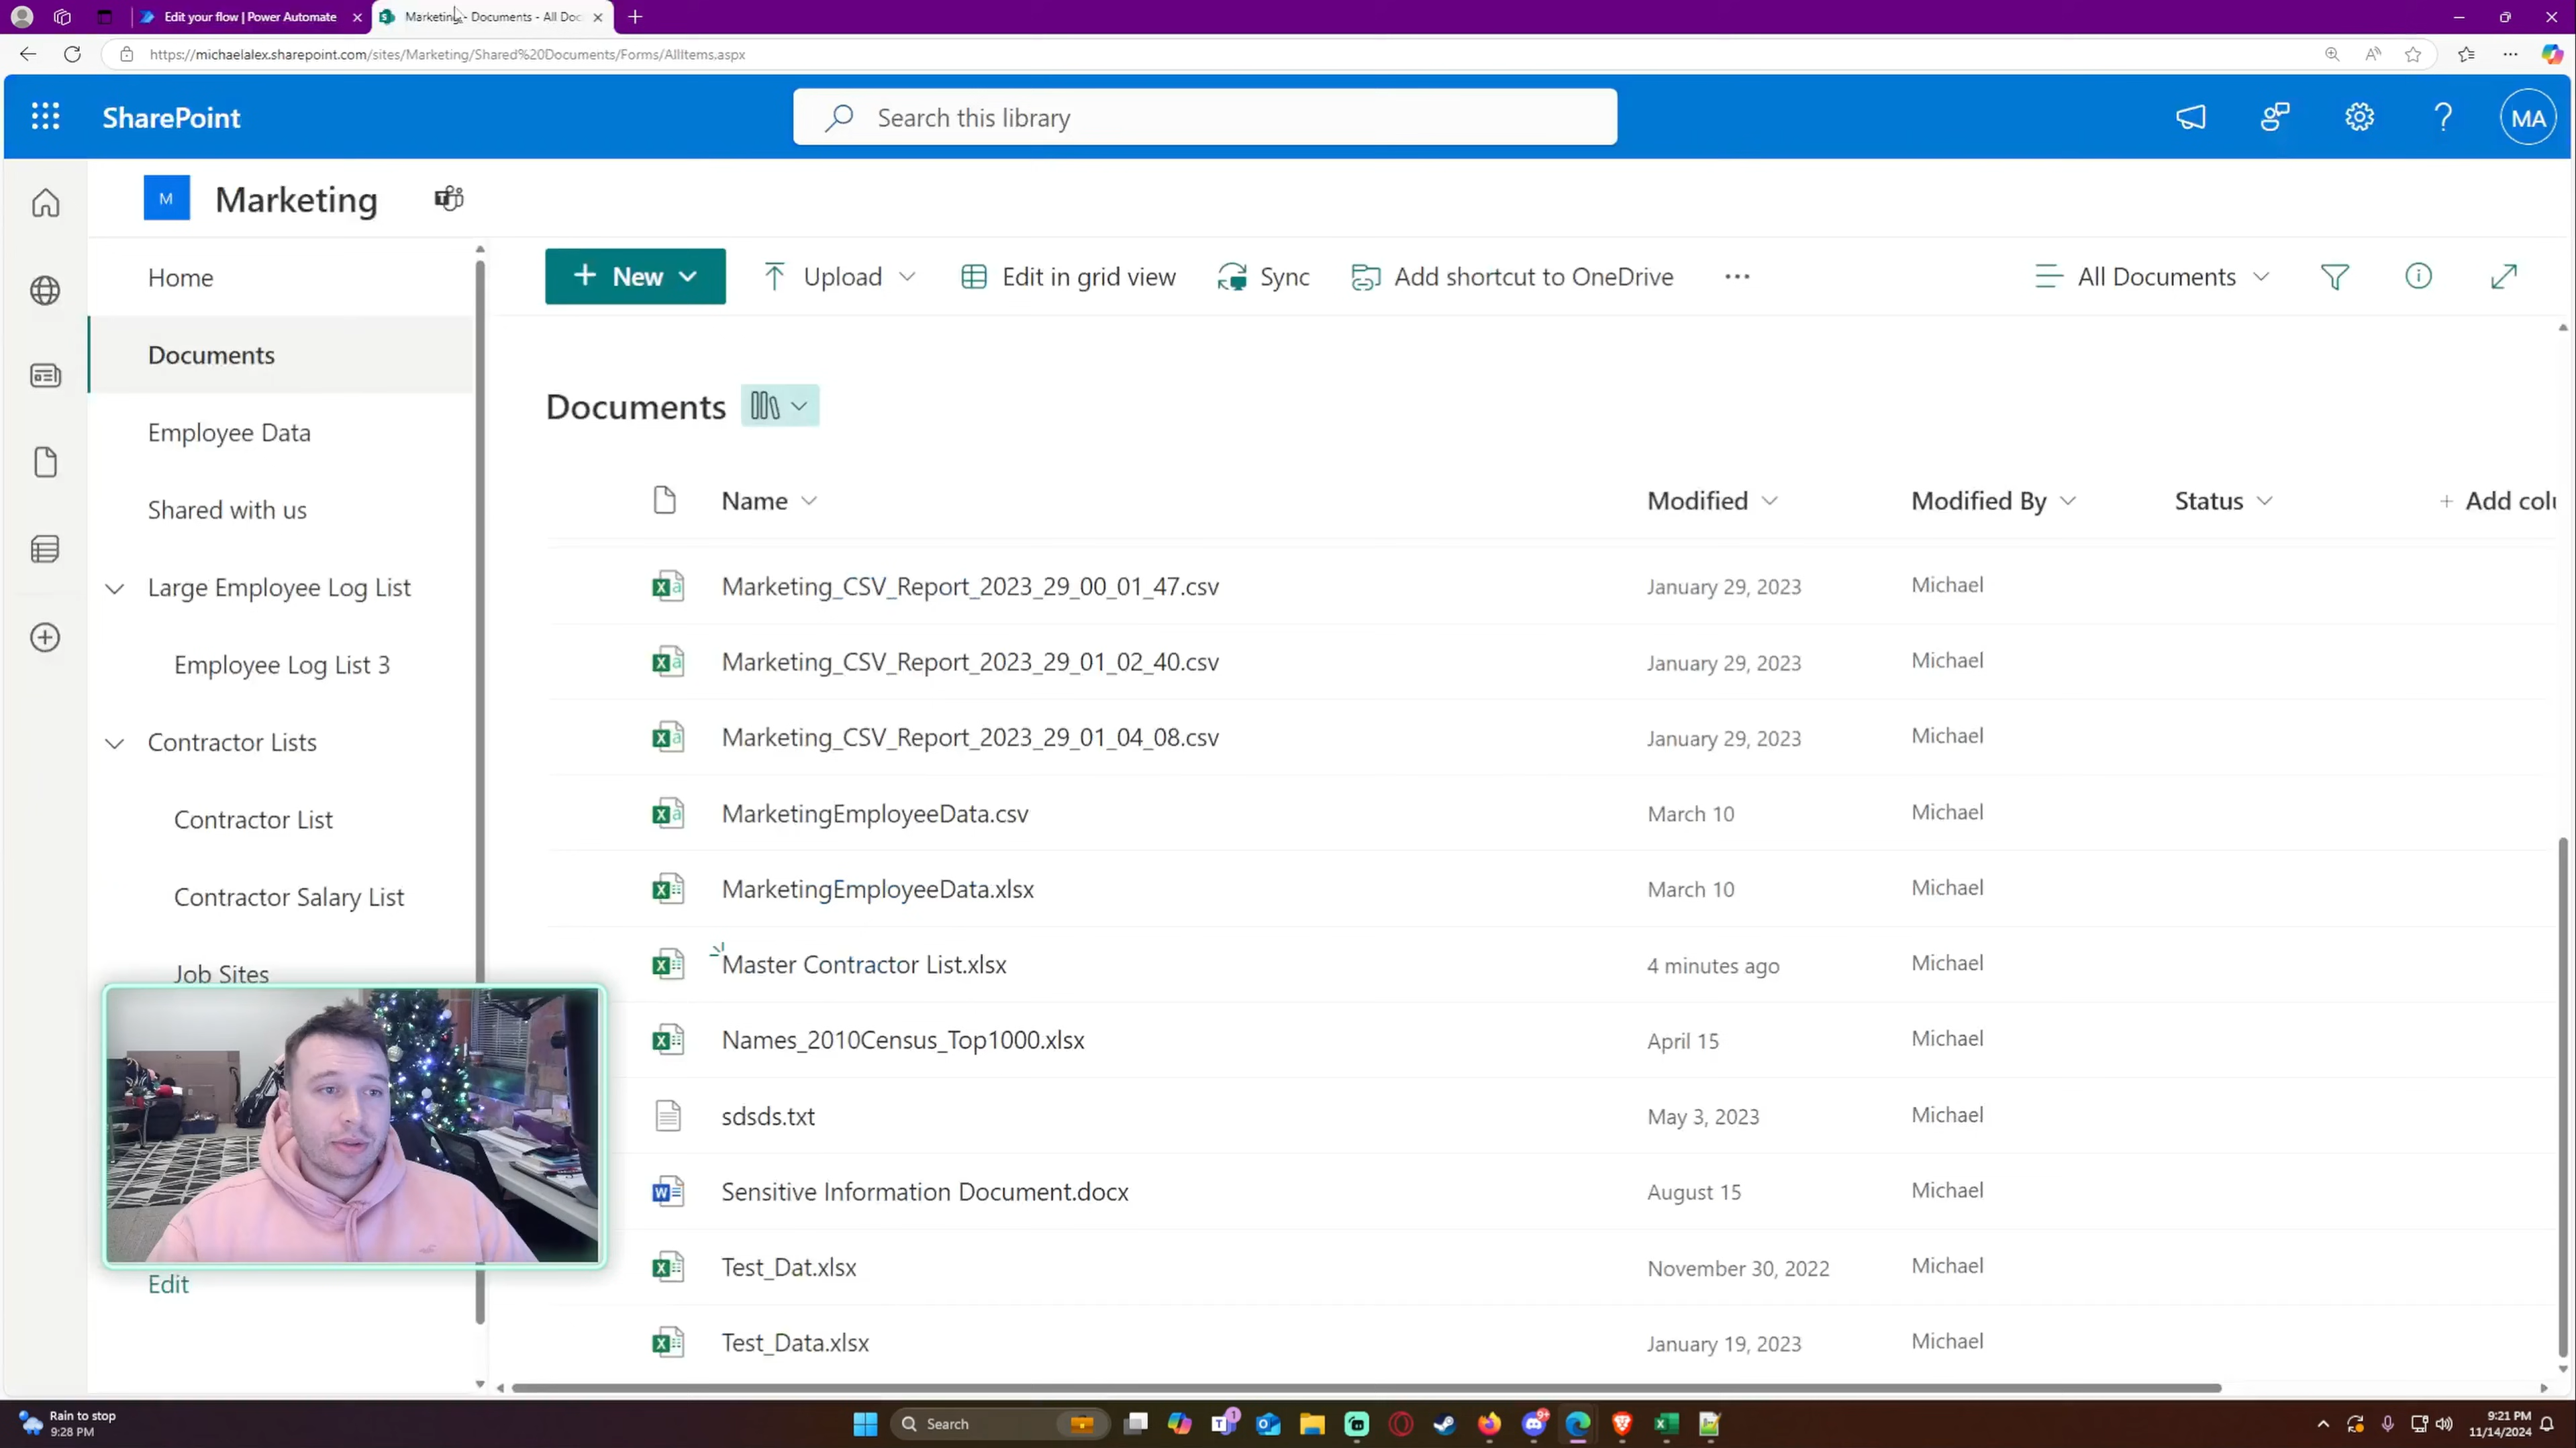 Edit your flow | Power Automate
Marketing - Documents - All Doc
https://michaelalex.sharepoint.com/sites/Marketing/Shared%20Documents/Forms/AllItems.aspx
SharePoint
Search this library
MA
M
Marketing
Home
Documents
Employee Data
Shared with us
Large Employee Log List
Employee Log List 3
Contractor Lists
Contractor List
Contractor Salary List
Job Sites
Edit
New
Upload
Edit in grid view
Sync
Add shortcut to OneDrive
All Documents
Documents
Name
Modified
Modified By
Status
Add colu
Marketing_CSV_Report_2023_29_00_01_47.csv January 29, 2023 Michael
Marketing_CSV_Report_2023_29_01_02_40.csv January 29, 2023 Michael
Marketing_CSV_Report_2023_29_01_04_08.csv January 29, 2023 Michael
MarketingEmployeeData.csv March 10 Michael
MarketingEmployeeData.xlsx March 10 Michael
Master Contractor List.xlsx 4 minutes ago Michael
Names_2010Census_Top1000.xlsx April 15 Michael
sdsds.txt May 3, 2023 Michael
Sensitive Information Document.docx August 15 Michael
Test_Dat.xlsx November 30, 2022 Michael
Test_Data.xlsx January 19, 2023 Michael
Rain to stop
9:28 PM
Search
1
9+
9:21 PM
11/14/2024